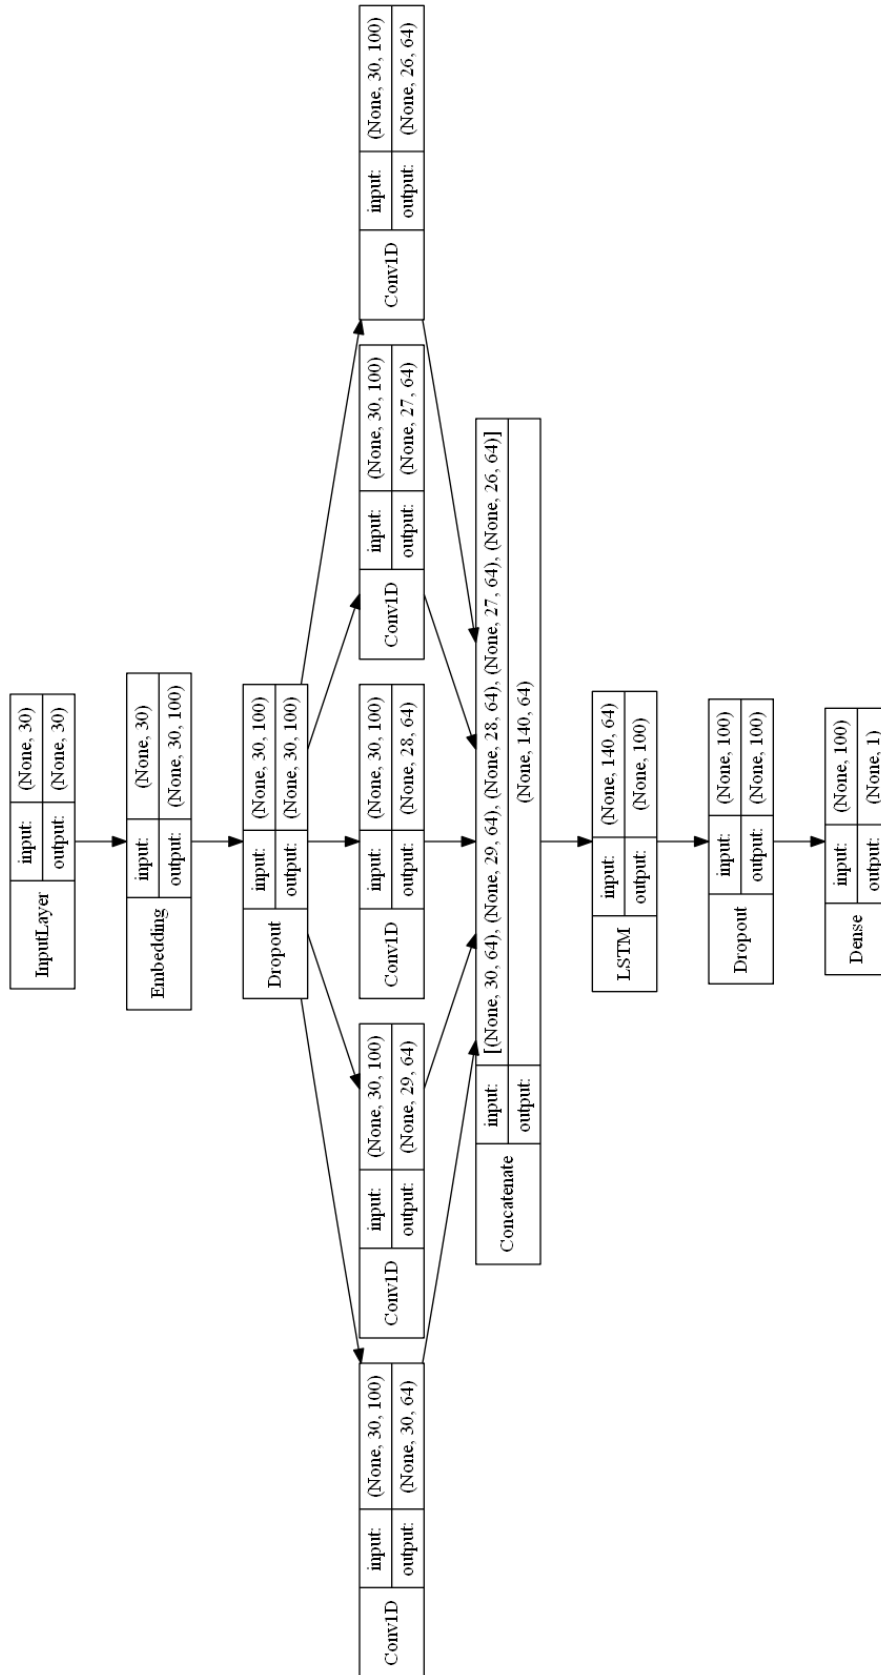 InputLayer
input:
(None, 30)
output:
(None, 30)
Embedding
input:
(None, 30)
output:
(None, 30, 100)
Dropout
input:
(None, 30, 100)
output:
(None, 30, 100)
Conv1D
input:
(None, 30, 100)
output:
(None, 30, 64)
Conv1D
input:
(None, 30, 100)
output:
(None, 29, 64)
Conv1D
input:
(None, 30, 100)
output:
(None, 28, 64)
Conv1D
input:
(None, 30, 100)
output:
(None, 27, 64)
Conv1D
input:
(None, 30, 100)
output:
(None, 26, 64)
Concatenate
input:
[(None, 30, 64), (None, 29, 64), (None, 28, 64), (None, 27, 64), (None, 26, 64)]
output:
(None, 140, 64)
LSTM
input:
(None, 140, 64)
output:
(None, 100)
Dropout
input:
(None, 100)
output:
(None, 100)
Dense
input:
(None, 100)
output:
(None, 1)